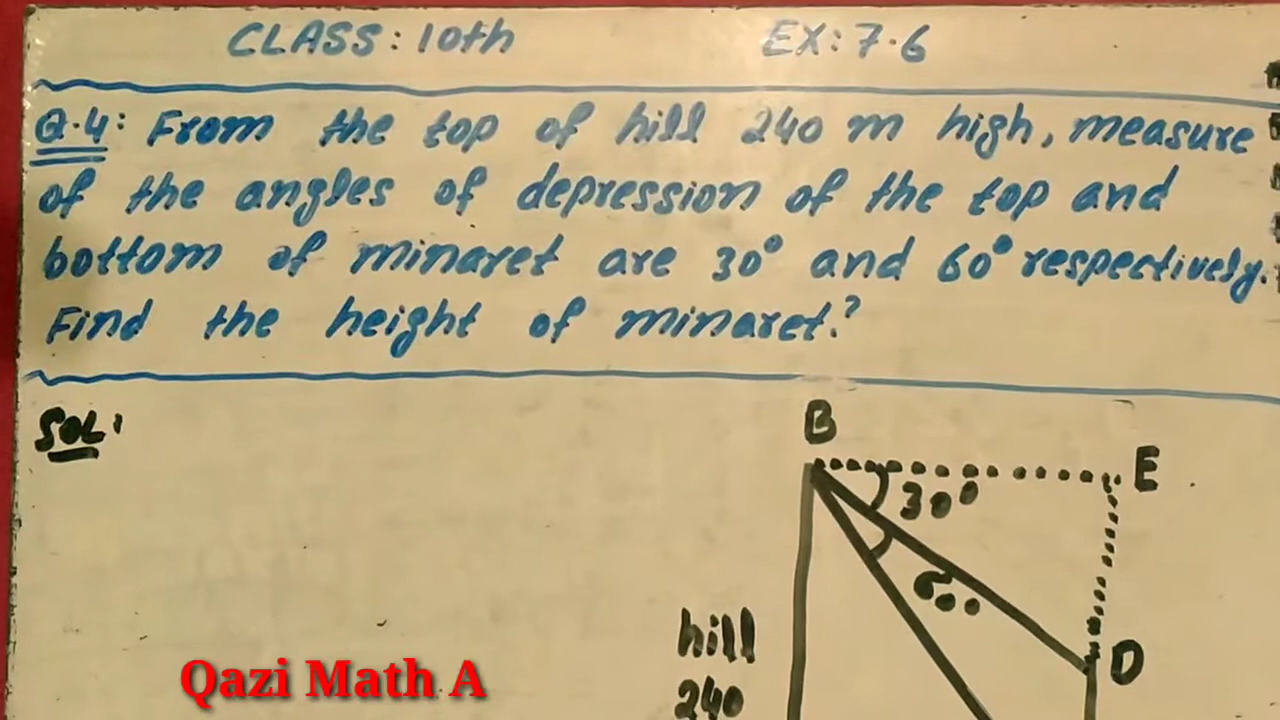 CLASS: 10th EX: 7.6
Q.4: From the top of hill 240 m high, measure
of the angles of depression of the top and
bottom of minaret are 30° and 60° respectively.
Find the height of minaret.?
SOL:
B
E
30°
60°
D
hill
240
Qazi Math A